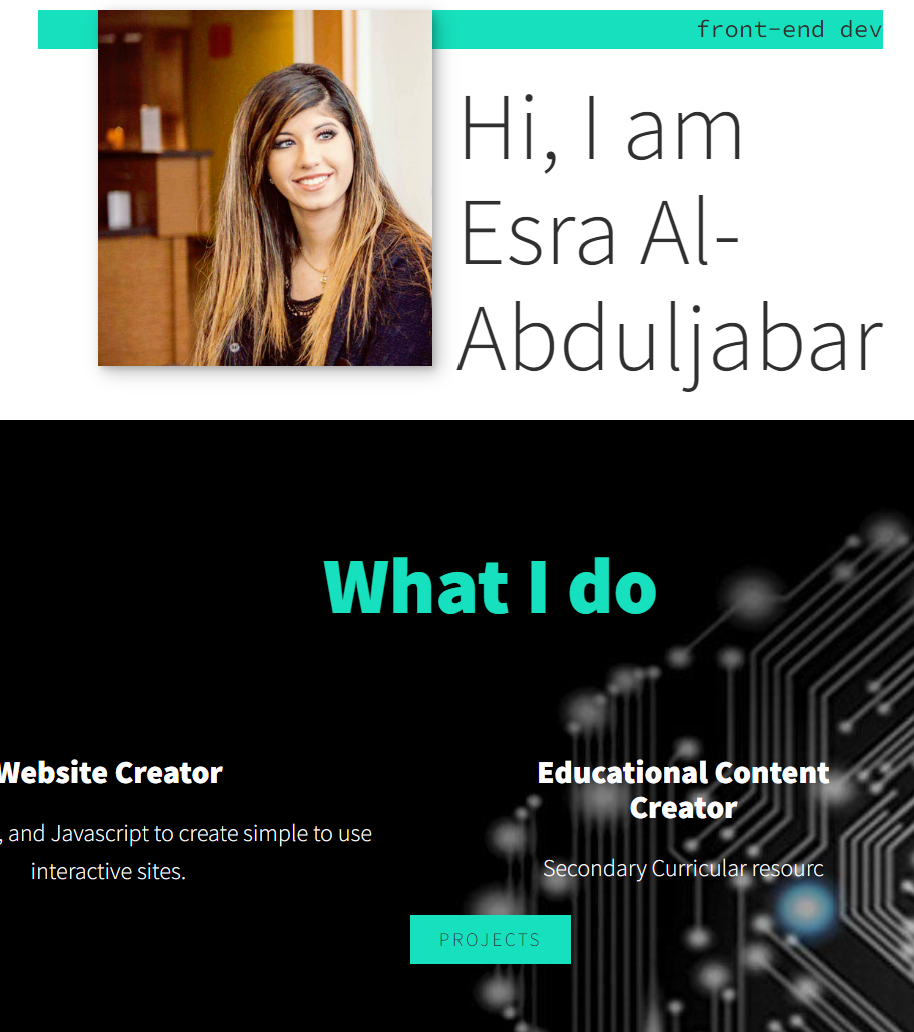 front-end dev
Hi, I am
Esra Al-
Abduljabar
What I do
Website Creator
, and Javascript to create simple to use
interactive sites.
Educational Content
Creator
Secondary Curricular resourc
PROJECTS